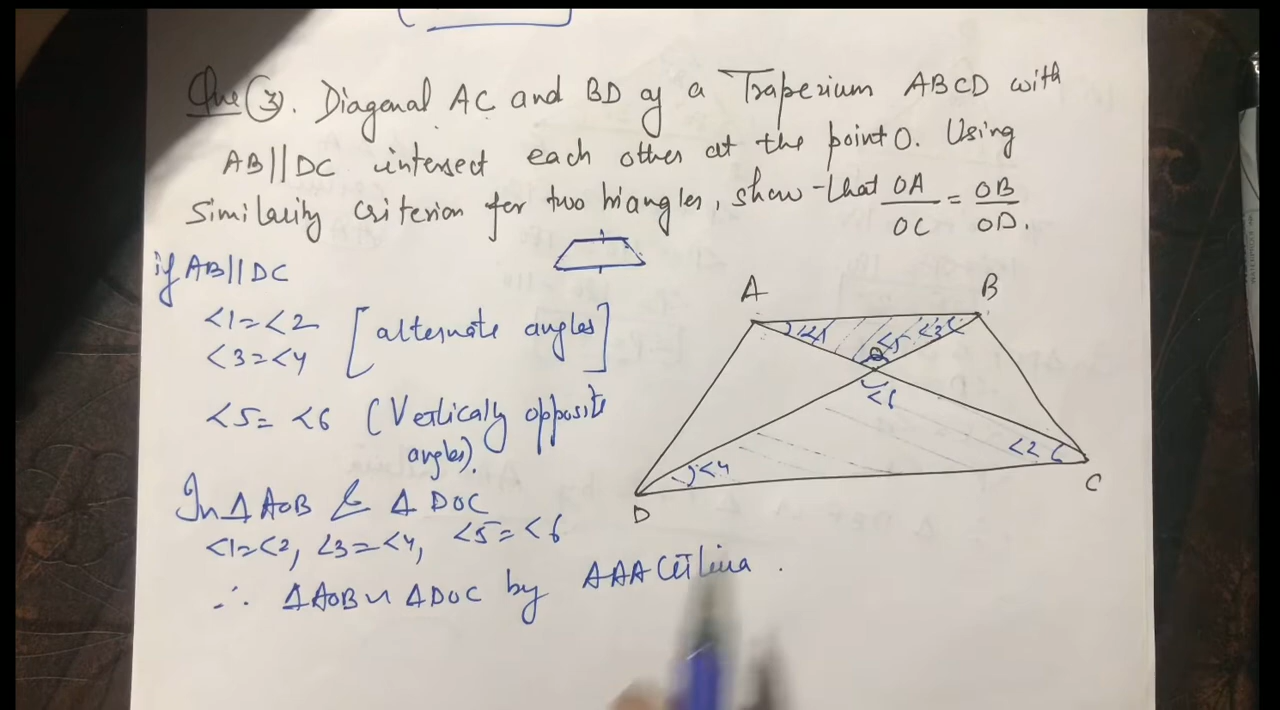 Que (3). Diagonal AC and BD of a Trapezium ABCD with
AB||DC intersect each other at the point O. Using
Similarity Criterion for two triangles, show that OA/OC = OB/OD.
if AB||DC
<1=<2
<3=<4
[alternate angles]
<5= <6 (Vertically opposite
angles).
In Δ AOB & Δ DOC
<1=<2, <3=<4, <5=<6
∴ ΔAOB ~ ΔDOC by AAA Criteria.
A
B
<1
<5
<3
O
<6
<4
<2
D
C